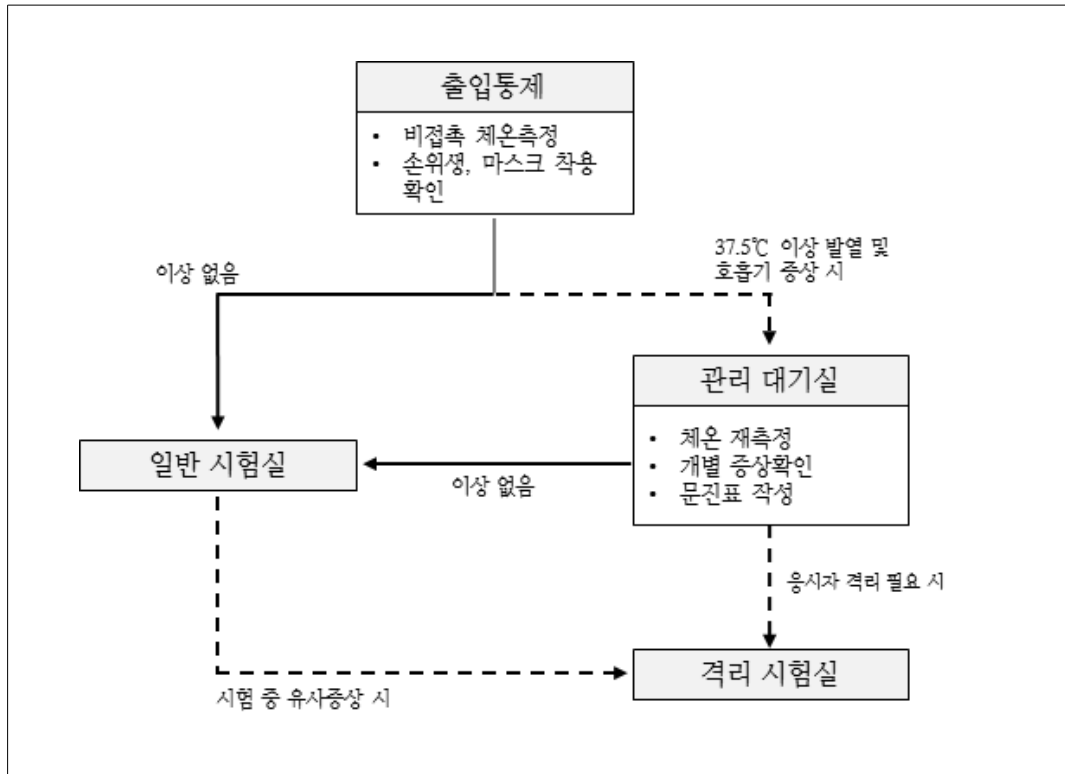 출입통제
• 비접촉 체온측정
• 손위생, 마스크 착용
확인
이상 없음
37.5℃ 이상 발열 및
호흡기 증상 시
관리 대기실
• 체온 재측정
• 개별 증상확인
• 문진표 작성
일반 시험실
이상 없음
응시자 격리 필요 시
격리 시험실
시험 중 유사증상 시